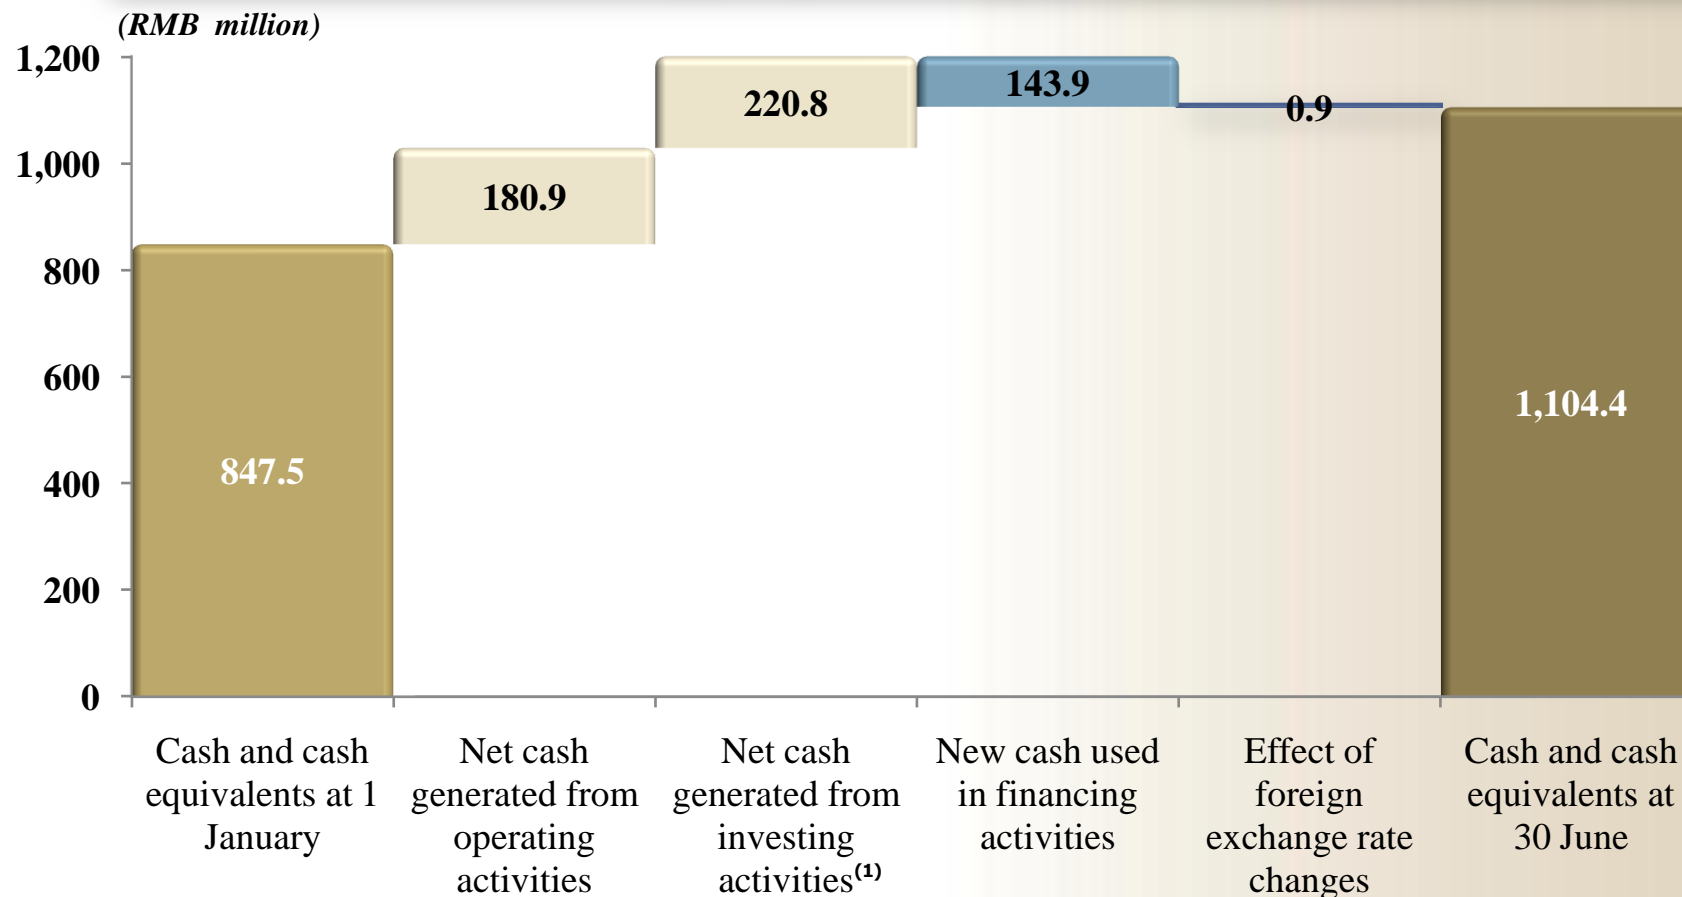 (RMB million)
1,200
1,000
800
600
400
200
0
847.5
180.9
220.8
143.9
0.9
1,104.4
Cash and cash
equivalents at 1
January
Net cash
generated from
operating
activities
Net cash
generated from
investing
activities(1)
New cash used
in financing
activities
Effect of
foreign
exchange rate
changes
Cash and cash
equivalents at
30 June